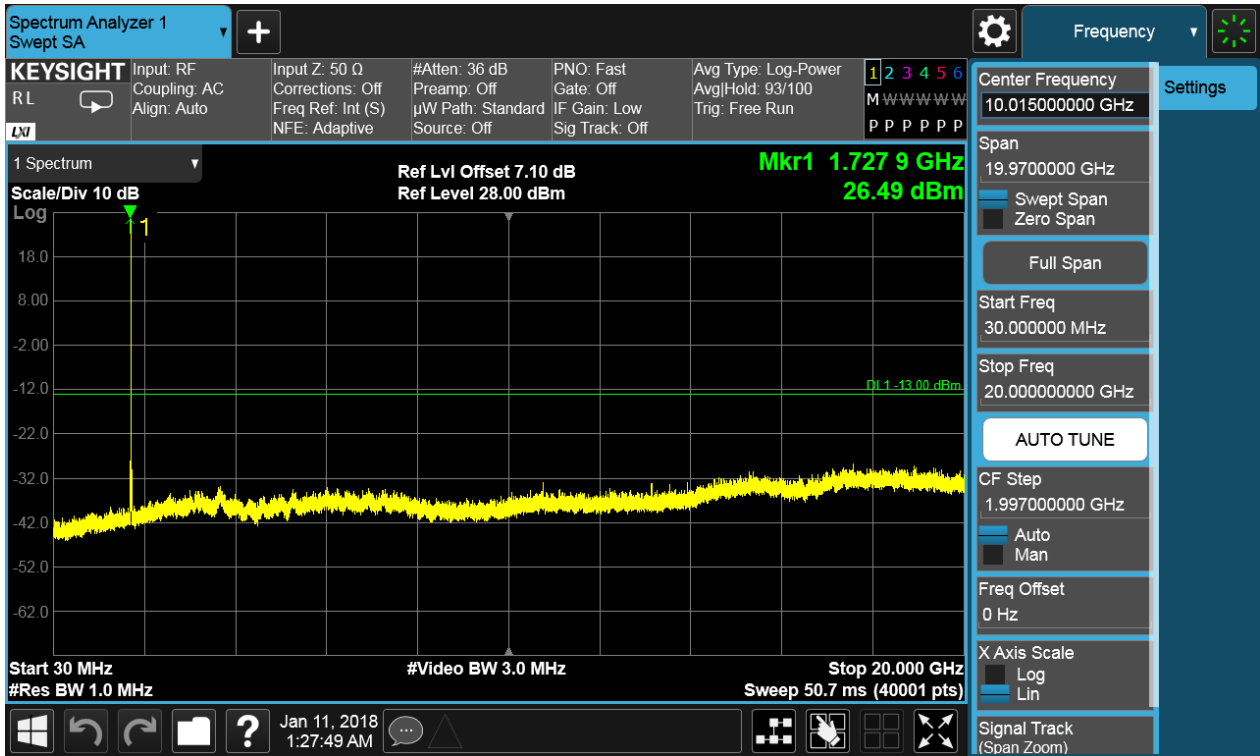 Spectrum Analyzer 1
Swept SA
+
Frequency
KEYSIGHT
R L
LXI
Input: RF
Coupling: AC
Align: Auto
Input Z: 50 Ω
Corrections: Off
Freq Ref: Int (S)
NFE: Adaptive
#Atten: 36 dB
Preamp: Off
µW Path: Standard
Source: Off
PNO: Fast
Gate: Off
IF Gain: Low
Sig Track: Off
Avg Type: Log-Power
Avg|Hold: 93/100
Trig: Free Run
1 2 3 4 5 6
M W W W W W
P P P P P P
1 Spectrum
Scale/Div 10 dB
Log
Ref Lvl Offset 7.10 dB
Ref Level 28.00 dBm
Mkr1 1.727 9 GHz
26.49 dBm
1
18.0
8.00
-2.00
-12.0
DL1 -13.00 dBm
-22.0
-32.0
-42.0
-52.0
-62.0
Start 30 MHz
#Res BW 1.0 MHz
#Video BW 3.0 MHz
Stop 20.000 GHz
Sweep 50.7 ms (40001 pts)
?
Jan 11, 2018
1:27:49 AM
Center Frequency
10.015000000 GHz
Settings
Span
19.9700000 GHz
Swept Span
Zero Span
Full Span
Start Freq
30.000000 MHz
Stop Freq
20.000000000 GHz
AUTO TUNE
CF Step
1.997000000 GHz
Auto
Man
Freq Offset
0 Hz
X Axis Scale
Log
Lin
Signal Track
(Span Zoom)